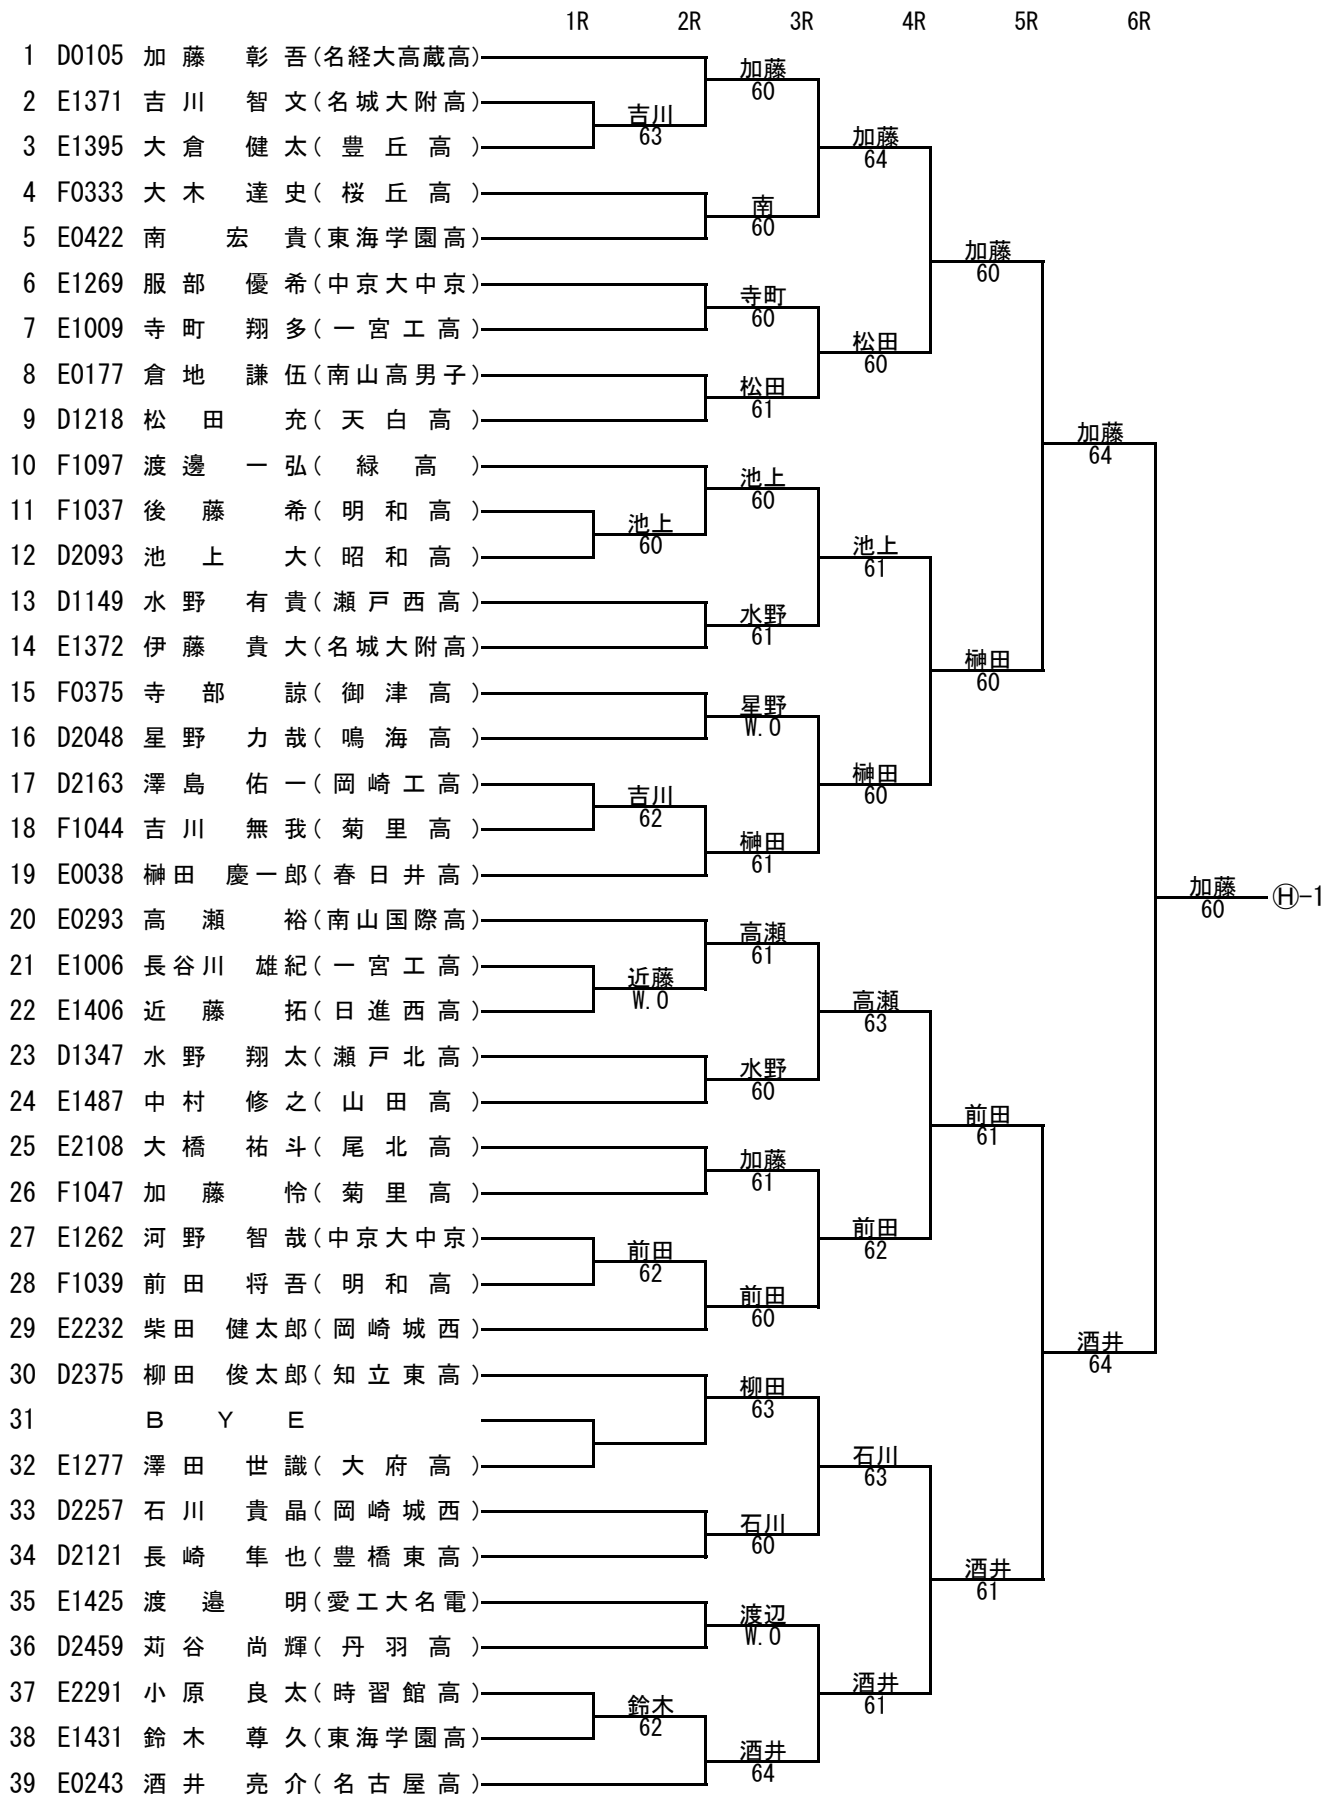 1R 2R 3R 4R 5R 6R
1 D0105 加藤 彰吾(名経大高蔵高)
加藤
60
2 E1371 吉川 智文(名城大附高)
吉川
63
3 E1395 大倉 健太(豊丘高)
加藤
64
4 F0333 大木 達史(桜丘高)
南
60
5 E0422 南 宏貴(東海学園高)
加藤
60
6 E1269 服部 優希(中京大中京)
寺町
60
7 E1009 寺町 翔多(一宮工高)
松田
60
8 E0177 倉地 謙伍(南山高男子)
松田
61
9 D1218 松田 充(天白高)
加藤
64
10 F1097 渡邊 一弘(緑高)
池上
60
11 F1037 後藤 希(明和高)
池上
60
12 D2093 池上 大(昭和高)
池上
61
13 D1149 水野 有貴(瀬戸西高)
水野
61
14 E1372 伊藤 貴大(名城大附高)
榊田
60
15 F0375 寺部 諒(御津高)
星野
W.O
16 D2048 星野 力哉(鳴海高)
榊田
60
17 D2163 澤島 佑一(岡崎工高)
吉川
62
18 F1044 吉川 無我(菊里高)
榊田
61
19 E0038 榊田 慶一郎(春日井高)
加藤
60
Ⓗ-1
20 E0293 高瀬 裕(南山国際高)
高瀬
61
21 E1006 長谷川 雄紀(一宮工高)
近藤
W.O
22 E1406 近藤 拓(日進西高)
高瀬
63
23 D1347 水野 翔太(瀬戸北高)
水野
60
24 E1487 中村 修之(山田高)
前田
61
25 E2108 大橋 祐斗(尾北高)
加藤
61
26 F1047 加藤 怜(菊里高)
前田
62
27 E1262 河野 智哉(中京大中京)
前田
62
28 F1039 前田 将吾(明和高)
前田
60
29 E2232 柴田 健太郎(岡崎城西)
酒井
64
30 D2375 柳田 俊太郎(知立東高)
柳田
63
31 BYE
32 E1277 澤田 世識(大府高)
石川
63
33 D2257 石川 貴晶(岡崎城西)
石川
60
34 D2121 長崎 隼也(豊橋東高)
酒井
61
35 E1425 渡邉 明(愛工大名電)
渡辺
W.O
36 D2459 苅谷 尚輝(丹羽高)
酒井
61
37 E2291 小原 良太(時習館高)
鈴木
62
38 E1431 鈴木 尊久(東海学園高)
酒井
64
39 E0243 酒井 亮介(名古屋高)